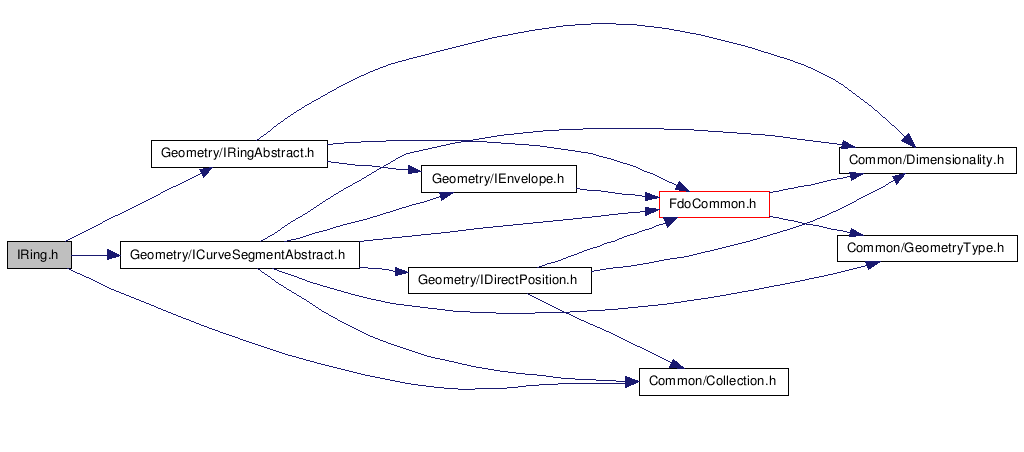 Geometry/IRingAbstract.h
Common/Dimensionality.h
Geometry/IEnvelope.h
FdoCommon.h
IRing.h
Geometry/ICurveSegmentAbstract.h
Common/GeometryType.h
Geometry/IDirectPosition.h
Common/Collection.h